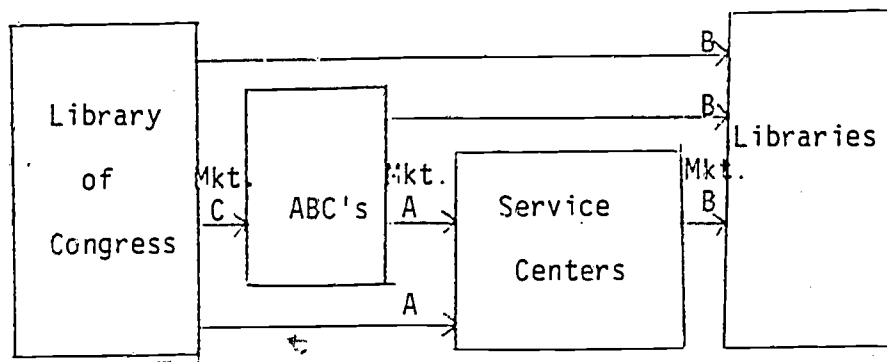 B
Library
of
Congress
Mkt.
C
ABC's
Mkt.
A
B
Service
Centers
A
Mkt.
B
Libraries